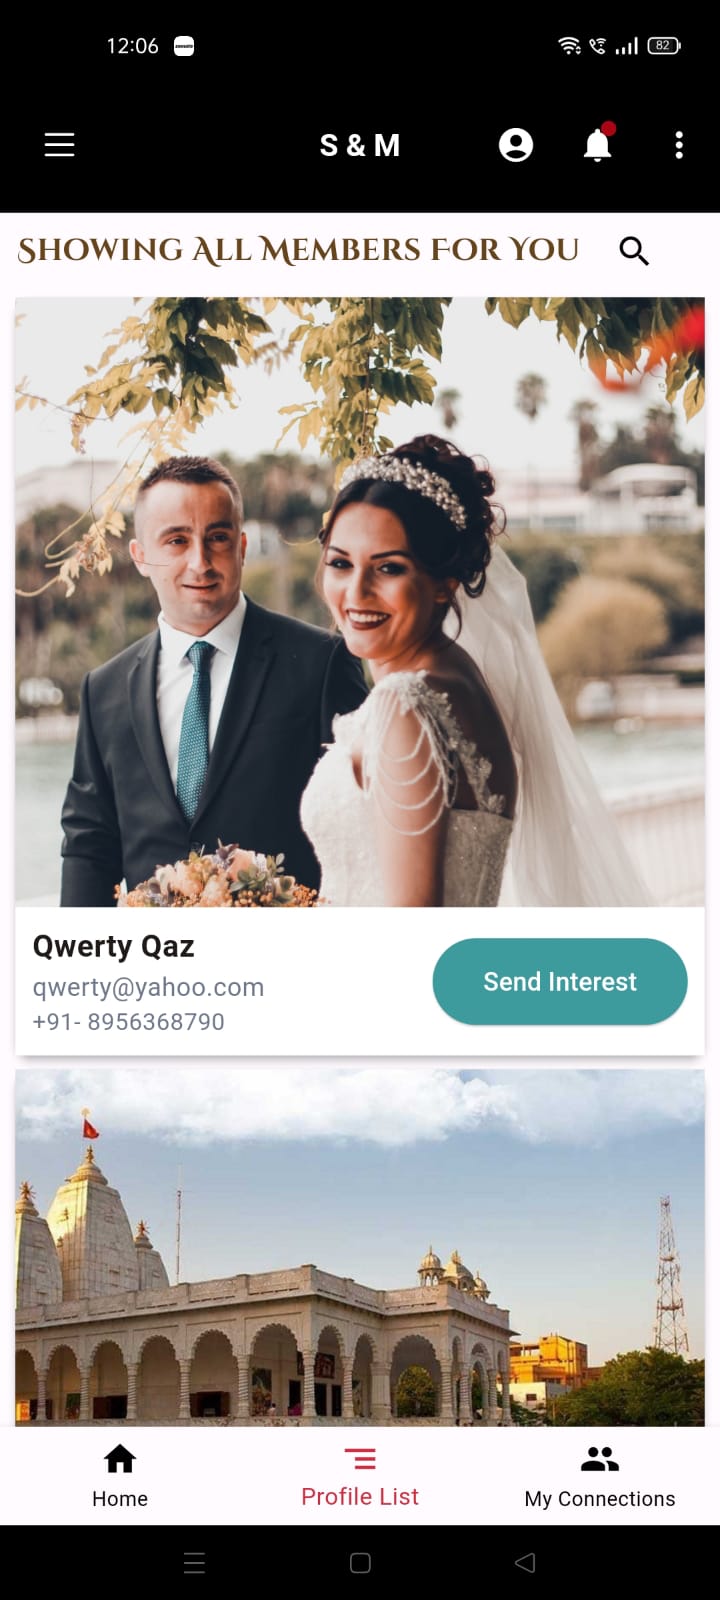 12:06
82
S & M
Showing All Members For You
Qwerty Qaz
qwerty@yahoo.com
+91- 8956368790
Send Interest
Home
Profile List
My Connections